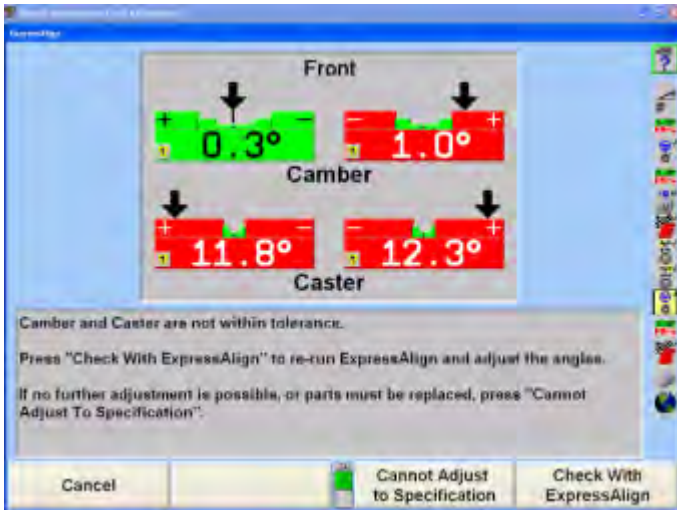 Front
+ - - +
0.3° 1.0°
Camber
+ - - +
11.8° 12.3°
Caster
Camber and Caster are not within tolerance.
Press "Check With ExpressAlign" to re-run ExpressAlign and adjust the angles.
If no further adjustment is possible, or parts must be replaced, press "Cannot
Adjust To Specification".
Cancel
Cannot Adjust
to Specification
Check With
ExpressAlign